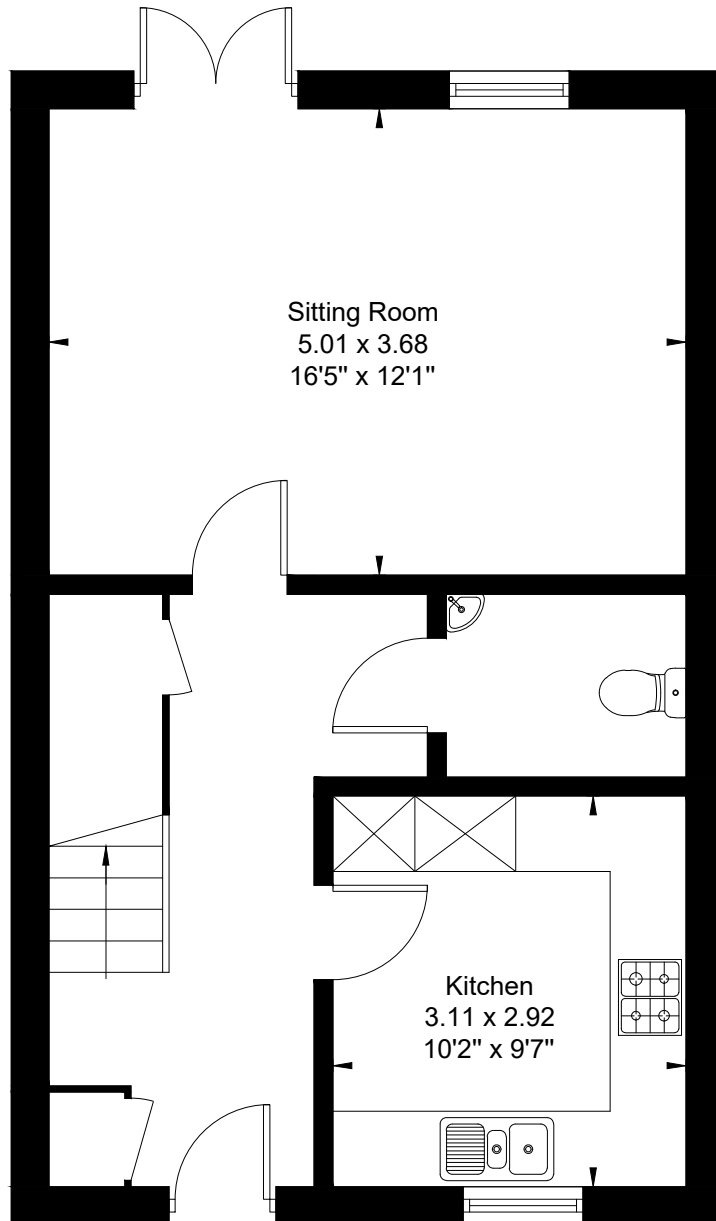 Sitting Room
5.01 x 3.68
16'5" x 12'1"
Kitchen
3.11 x 2.92
10'2" x 9'7"